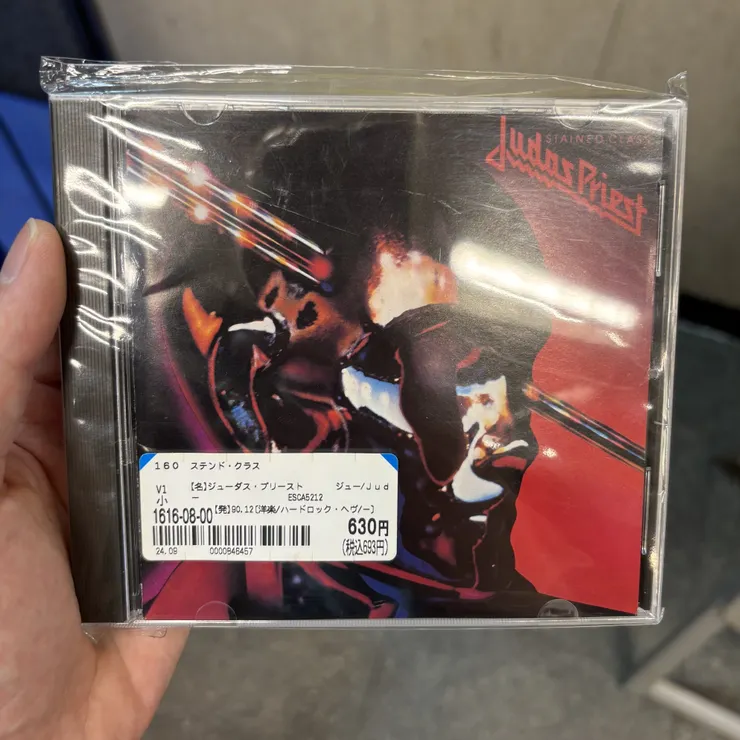 STAINED CLASS
Judas Priest
160 ステンド・クラス
V1 【名】ジューダス・プリースト ジュー/Jud
小 ー ESCA5212
1616-08-00 【発】90.12[洋楽/ハードロック・ヘヴ/ー]
630円
(税込693円)
24.09 0000846457